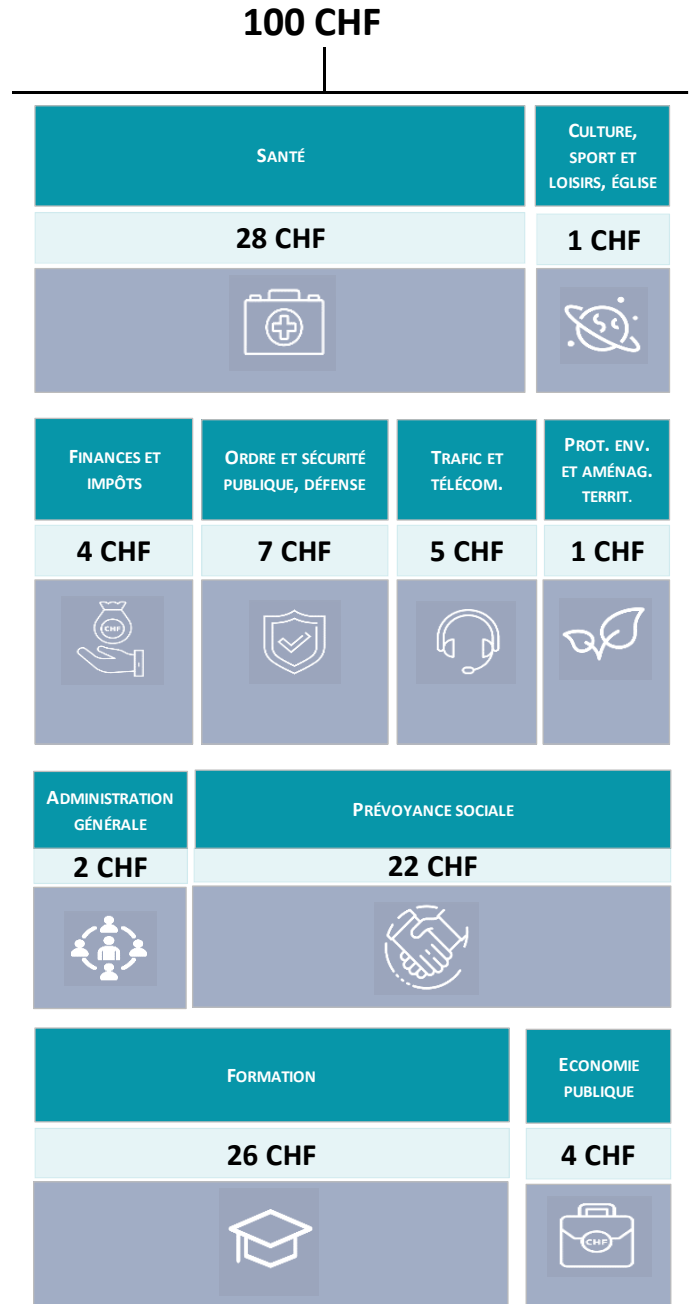 100 CHF
SANTÉ
CULTURE,
SPORT ET
LOISIRS, ÉGLISE
28 CHF
1 CHF
FINANCES ET
IMPÔTS
ORDRE ET SÉCURITÉ
PUBLIQUE, DÉFENSE
TRAFIC ET
TÉLÉCOM.
PROT. ENV.
ET AMÉNAG.
TERRIT.
4 CHF
7 CHF
5 CHF
1 CHF
CHF
ADMINISTRATION
GÉNÉRALE
PRÉVOYANCE SOCIALE
2 CHF
22 CHF
FORMATION
ECONOMIE
PUBLIQUE
26 CHF
4 CHF
CHF